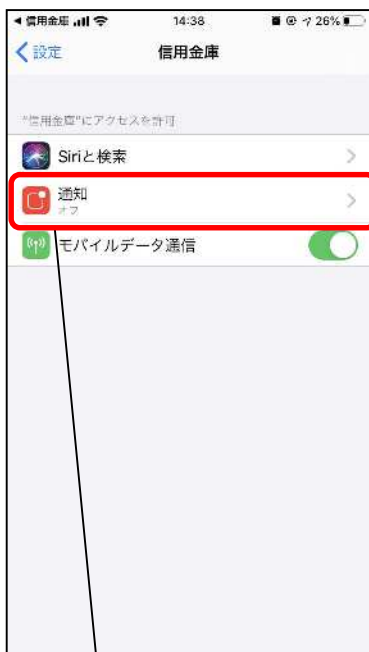 信用金庫
14:38
26%
設定
信用金庫
"信用金庫"にアクセスを許可
Siriと検索
通知
オフ
モバイルデータ通信